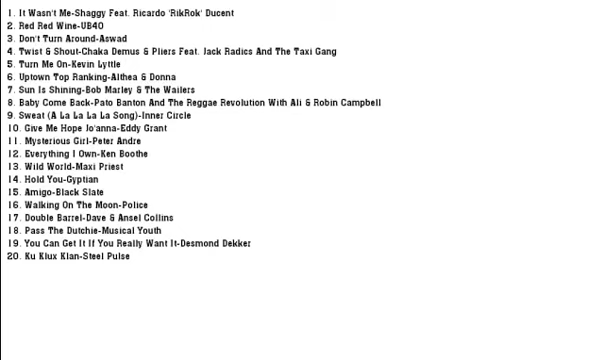 1. It Wasn't Me-Shaggy Feat. Ricardo 'RikRok' Ducent
2. Red Red Wine-UB40
3. Don't Turn Around-Aswad
4. Twist & Shout-Chaka Demus & Pliers Feat. Jack Radics And The Taxi Gang
5. Turn Me On-Kevin Lyttle
6. Uptown Top Ranking-Althea & Donna
7. Sun Is Shining-Bob Marley & The Wailers
8. Baby Come Back-Pato Banton And The Reggae Revolution With Ali & Robin Campbell
9. Sweat (A La La La La Song)-Inner Circle
10. Give Me Hope Jo'anna-Eddy Grant
11. Mysterious Girl-Peter Andre
12. Everything I Own-Ken Boothe
13. Wild World-Maxi Priest
14. Hold You-Gyptian
15. Amigo-Black Slate
16. Walking On The Moon-Police
17. Double Barrel-Dave & Ansel Collins
18. Pass The Dutchie-Musical Youth
19. You Can Get It If You Really Want It-Desmond Dekker
20. Ku Klux Klan-Steel Pulse